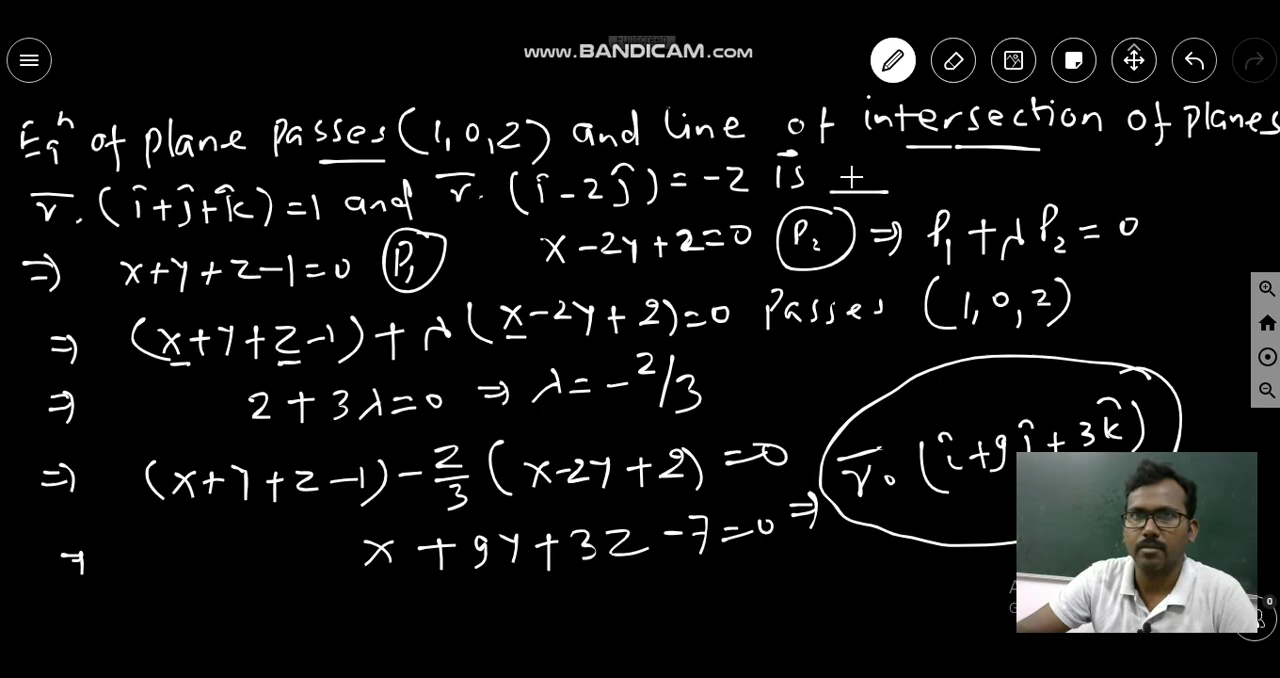 Fullscreen
www.BANDICAM.com
Eqⁿ of plane passes (1,0,2) and line of intersection of planes
r̄.(î+ĵ+k̂)=1 and r̄.(î-2ĵ)=-2 is
⇒ x+y+z-1=0 P₁ x-2y+2=0 P₂ ⇒ P₁+λP₂=0
⇒ (x+y+z-1)+λ(x-2y+2)=0 Passes (1,0,2)
⇒ 2+3λ=0 ⇒ λ=-2/3
⇒ (x+y+z-1)-2/3(x-2y+2)=0
⇒ x+9y+3z-7=0 ⇒ r̄.(î+9ĵ+3k̂)
0